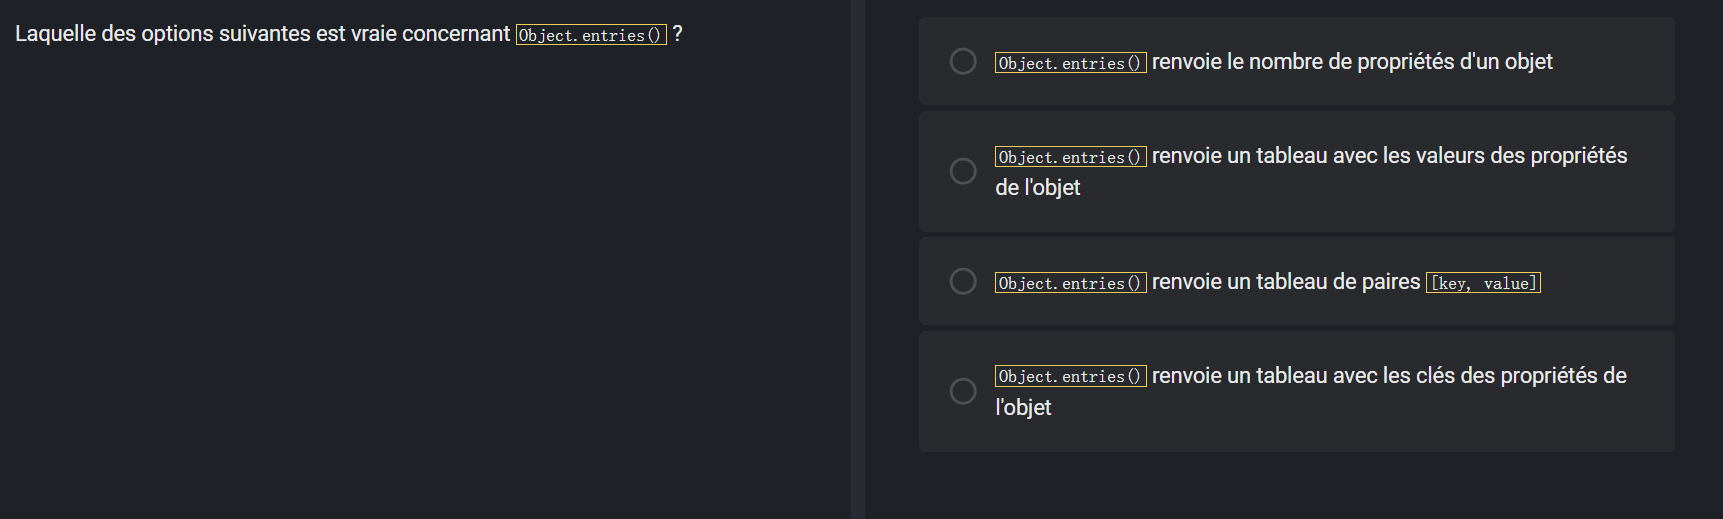 Laquelle des options suivantes est vraie concernant Object.entries() ?
Object.entries() renvoie le nombre de propriétés d'un objet
Object.entries() renvoie un tableau avec les valeurs des propriétés
de l'objet
Object.entries() renvoie un tableau de paires [key, value]
Object.entries() renvoie un tableau avec les clés des propriétés de
l'objet